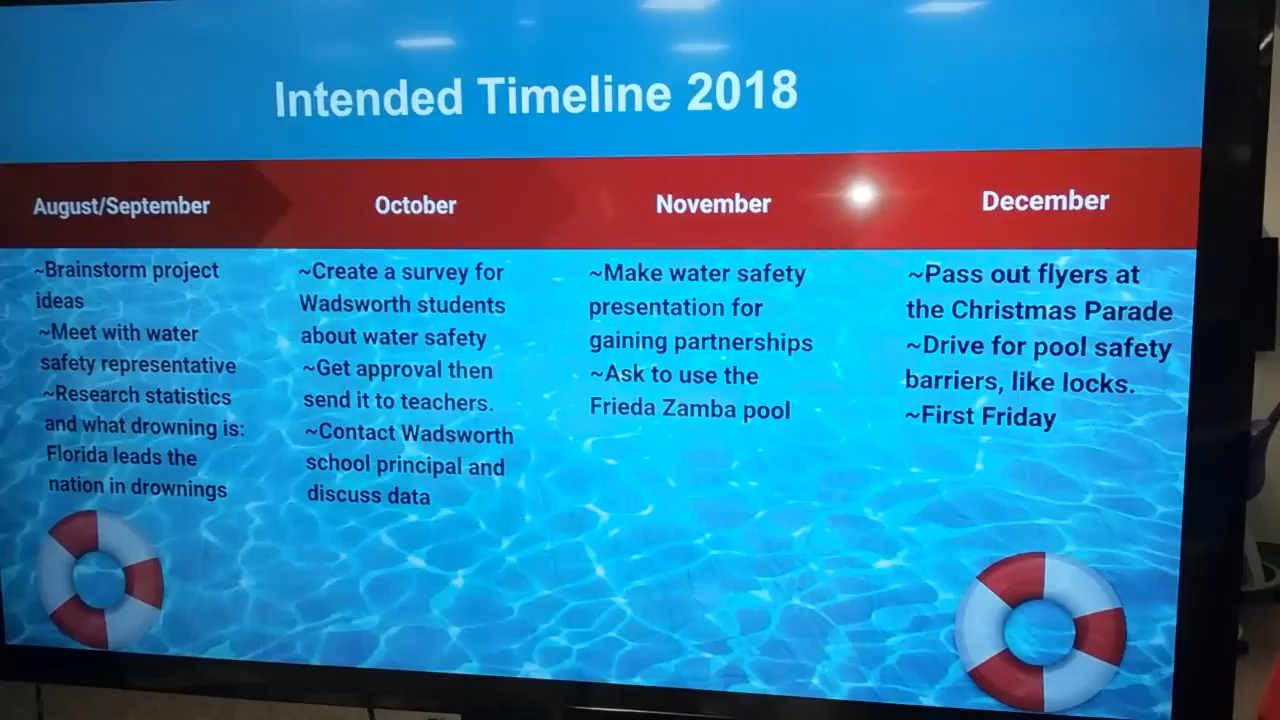 Intended Timeline 2018
August/September
October
November
December
~Brainstorm project
ideas
~Meet with water
safety representative
~Research statistics
and what drowning is:
Florida leads the
nation in drownings
~Create a survey for
Wadsworth students
about water safety
~Get approval then
send it to teachers.
~Contact Wadsworth
school principal and
discuss data
~Make water safety
presentation for
gaining partnerships
~Ask to use the
Frieda Zamba pool
~Pass out flyers at
the Christmas Parade
~Drive for pool safety
barriers, like locks.
~First Friday